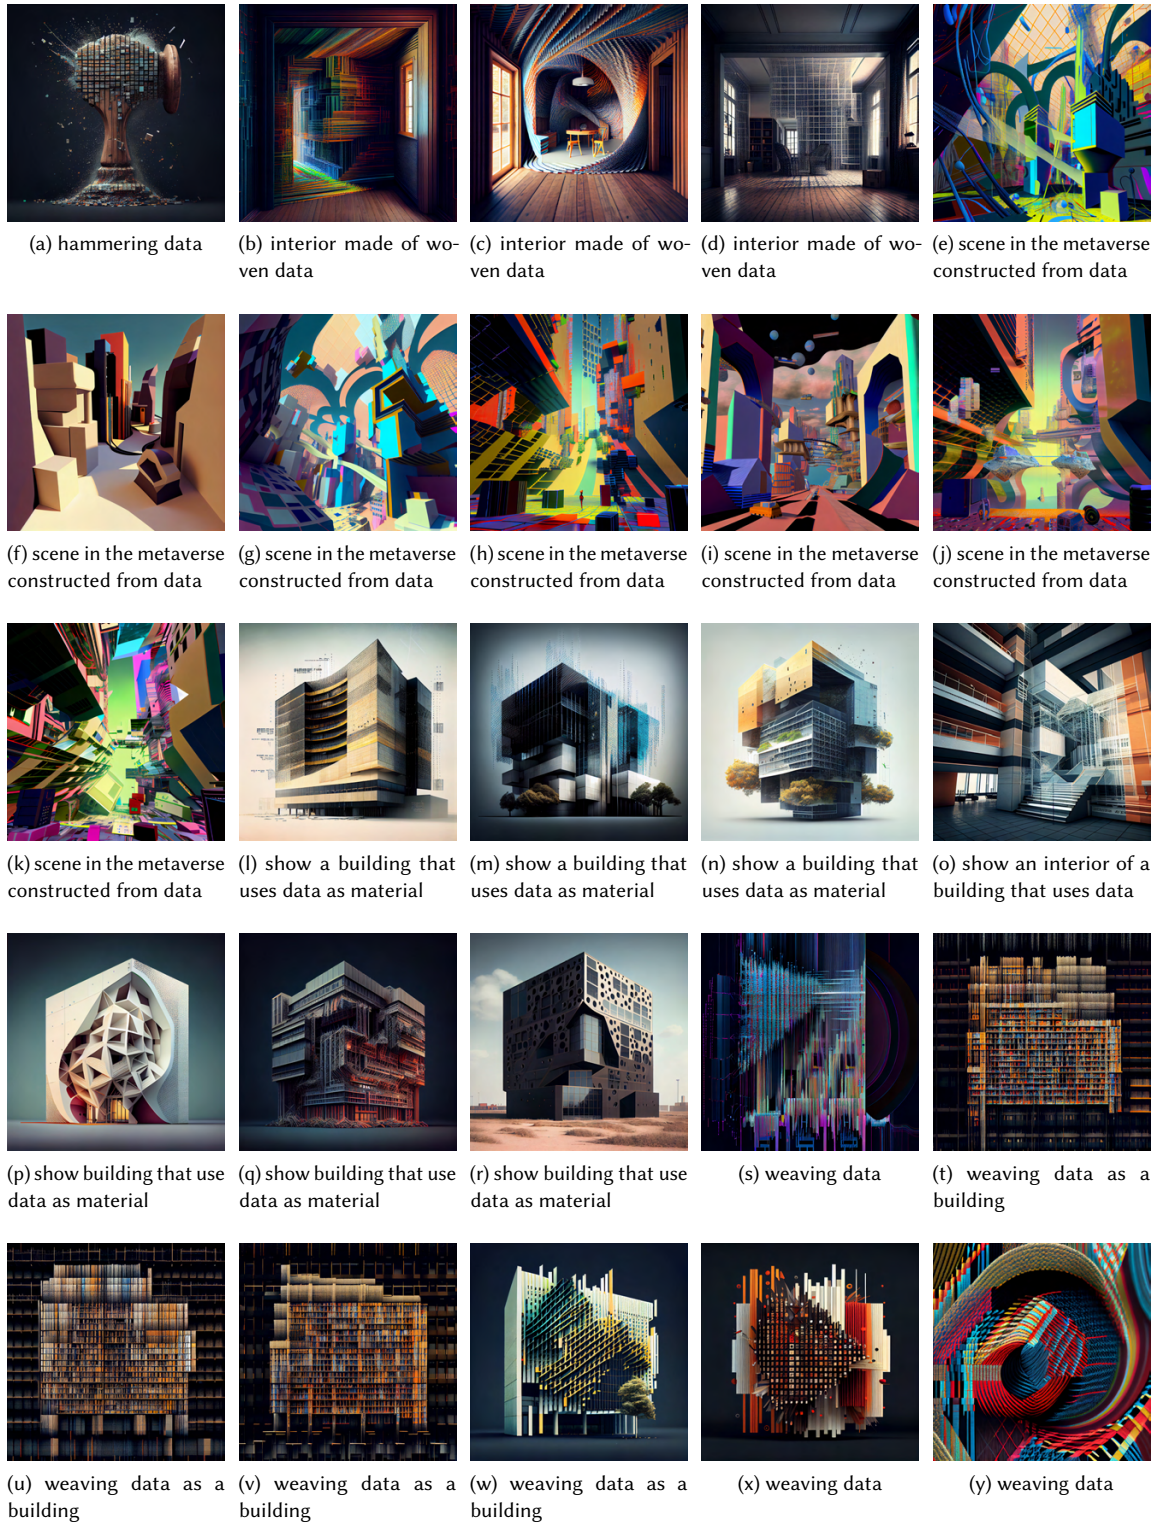 (a) hammering data
(b) interior made of wo-
ven data
(c) interior made of wo-
ven data
(d) interior made of wo-
ven data
(e) scene in the metaverse
constructed from data
(f) scene in the metaverse
constructed from data
(g) scene in the metaverse
constructed from data
(h) scene in the metaverse
constructed from data
(i) scene in the metaverse
constructed from data
(j) scene in the metaverse
constructed from data
(k) scene in the metaverse
constructed from data
(l) show a building that
uses data as material
(m) show a building that
uses data as material
(n) show a building that
uses data as material
(o) show an interior of a
building that uses data
(p) show building that use
data as material
(q) show building that use
data as material
(r) show building that use
data as material
(s) weaving data
(t) weaving data as a
building
(u) weaving data as a
building
(v) weaving data as a
building
(w) weaving data as a
building
(x) weaving data
(y) weaving data